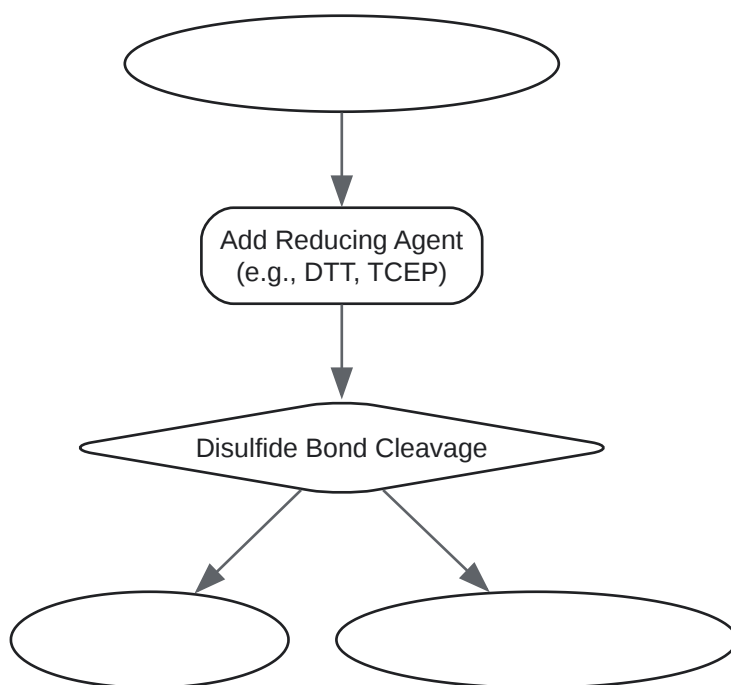 Add Reducing Agent
(e.g., DTT, TCEP)
Disulfide Bond Cleavage